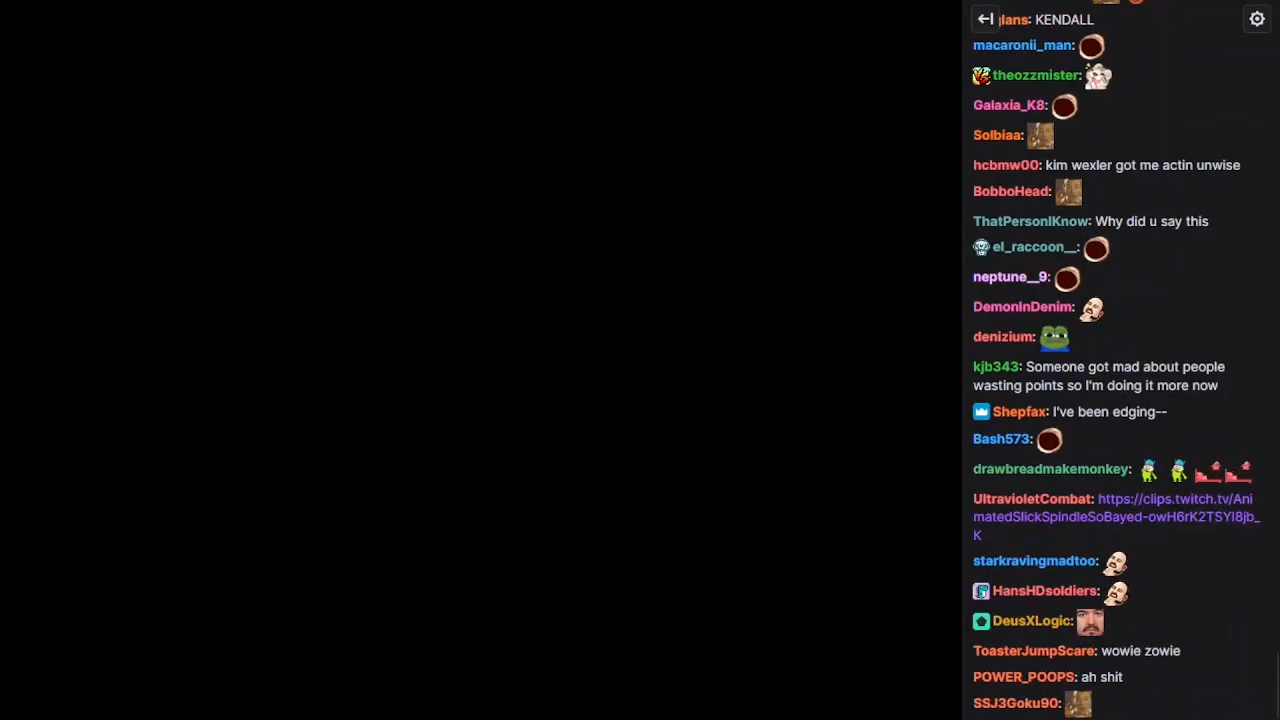 lans: KENDALL
macaronii_man:
theozzmister:
Galaxia_K8:
Solbiaa:
hcbmw00: kim wexler got me actin unwise
BobboHead:
ThatPersonIKnow: Why did u say this
el_raccoon__:
neptune__9:
DemonInDenim:
denizium:
kjb343: Someone got mad about people
wasting points so I'm doing it more now
Shepfax: I've been edging--
Bash573:
drawbreadmakemonkey:
UltravioletCombat: https://clips.twitch.tv/Ani
matedSlickSpindleSoBayed-owH6rK2TSYI8jb_
K
starkravingmadtoo:
HansHDsoldiers:
DeusXLogic:
ToasterJumpScare: wowie zowie
POWER_POOPS: ah shit
SSJ3Goku90: